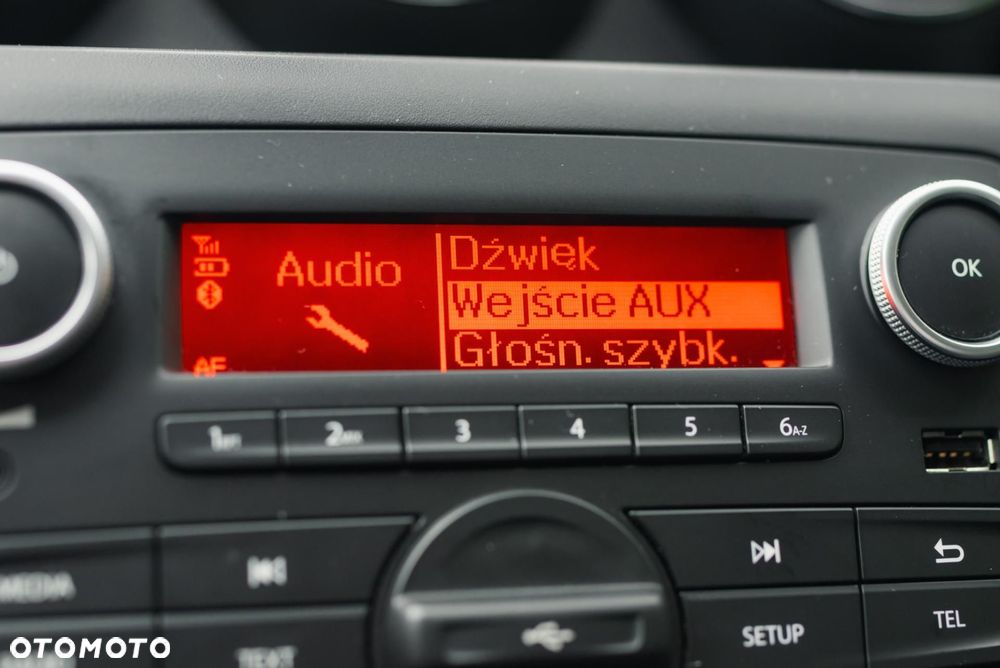 Audio
Dźwięk
Wejście AUX
Głośn. szybk.
AF
OK
1 2 3 4 5 6A-Z
MEDIA
TEXT
SETUP
TEL
OTOMOTO